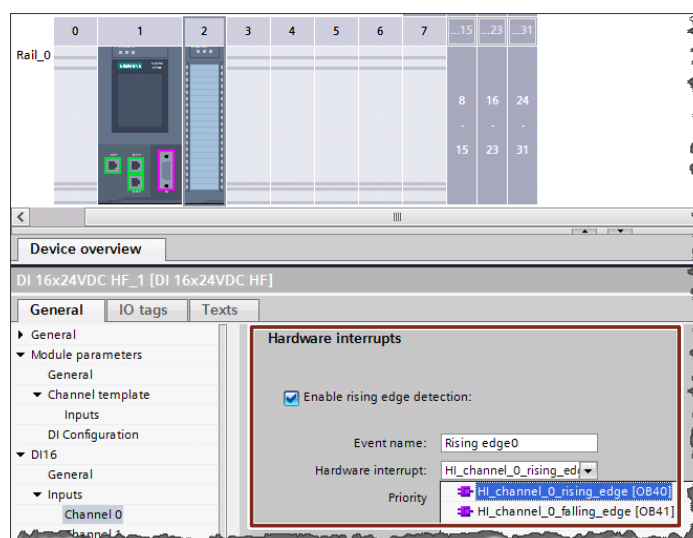 0 1 2 3 4 5 6 7 ...15 ...23 ...31
Rail_0
SIEMENS
8 16 24
- - -
15 23 31
Device overview
DI 16x24VDC HF_1 [DI 16x24VDC HF]
General IO tags Texts
General
Module parameters
General
Channel template
Inputs
DI Configuration
DI16
General
Inputs
Channel 0
Hardware interrupts
Enable rising edge detection:
Event name: Rising edge0
Hardware interrupt: HI_channel_0_rising_ed
Priority
HI_channel_0_rising_edge [OB40]
HI_channel_0_falling_edge [OB41]